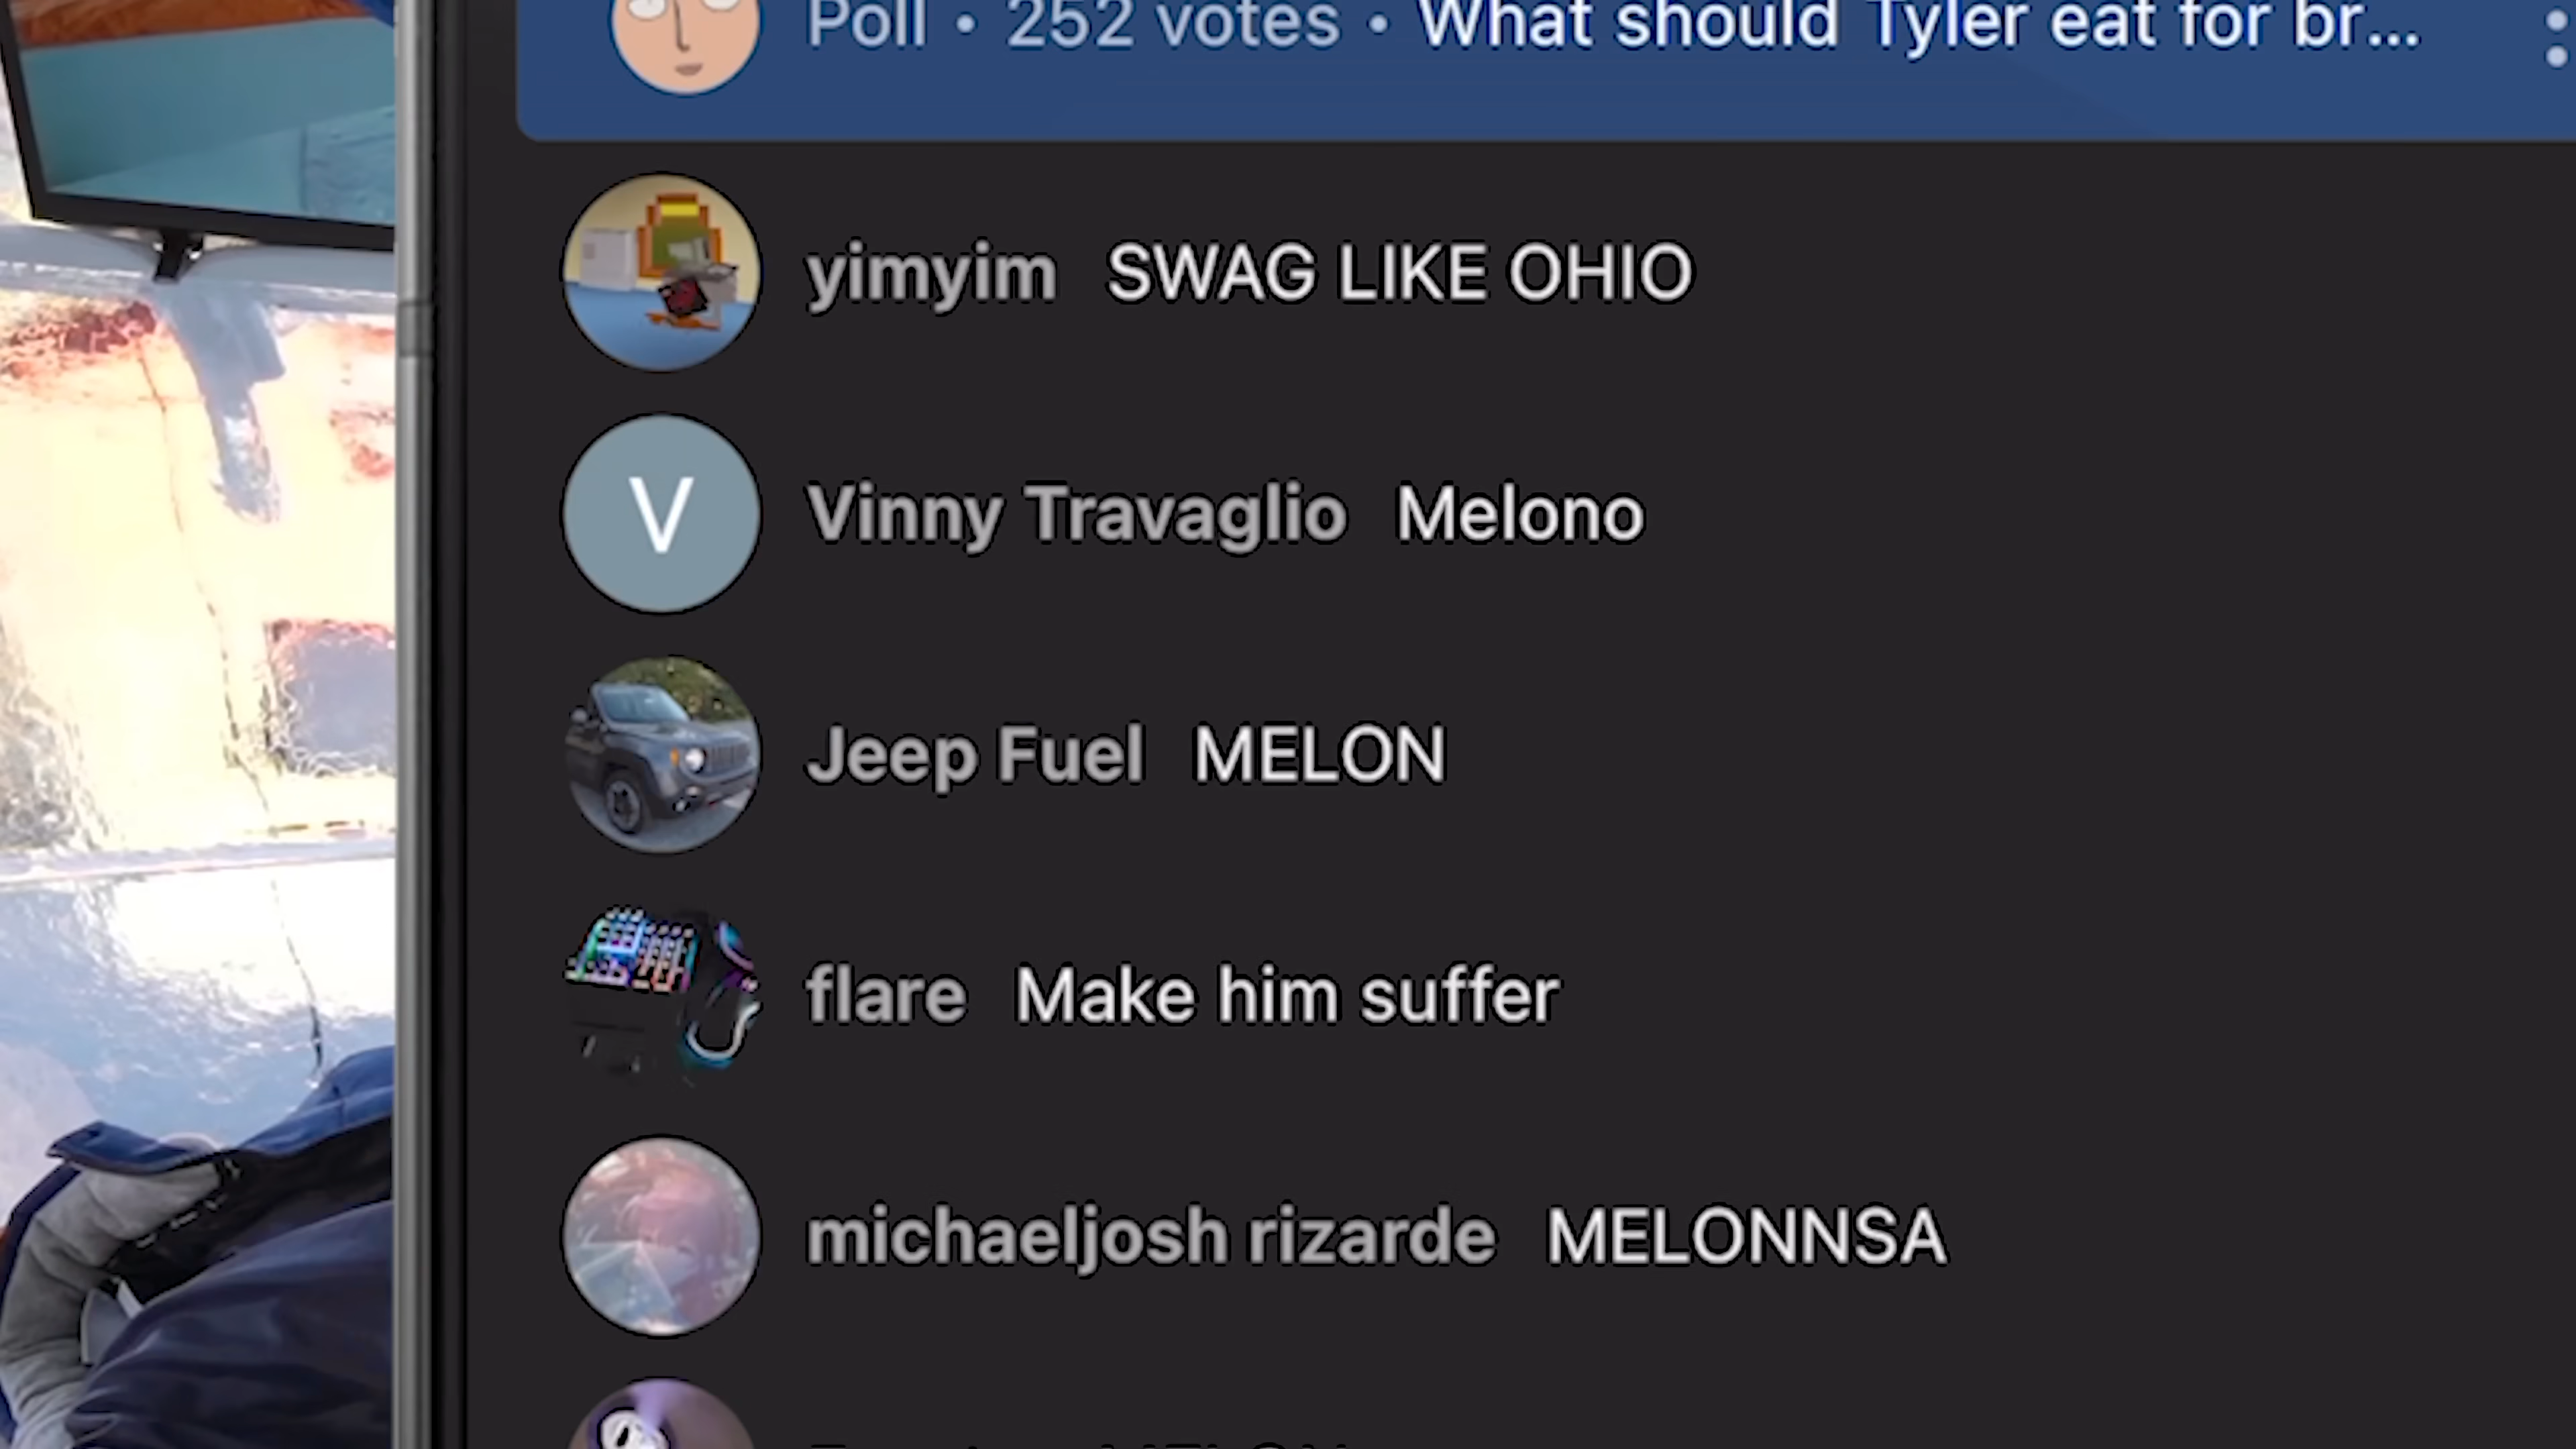 Poll • 252 votes • What should Tyler eat for br...
yimyim SWAG LIKE OHIO
V Vinny Travaglio Melono
Jeep Fuel MELON
flare Make him suffer
michaeljosh rizarde MELONNSA